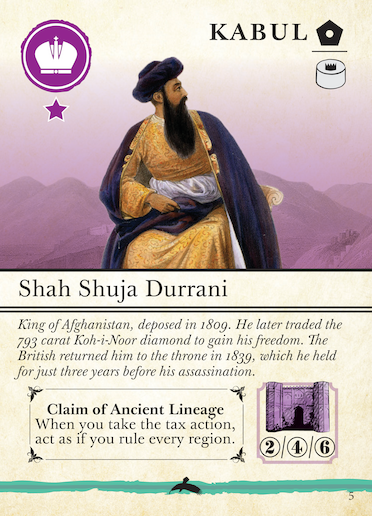 KABUL
Shah Shuja Durrani
King of Afghanistan, deposed in 1809. He later traded the
793 carat Koh-i-Noor diamond to gain his freedom. The
British returned him to the throne in 1839, which he held
for just three years before his assassination.
Claim of Ancient Lineage
When you take the tax action,
act as if you rule every region.
2/4/6
5